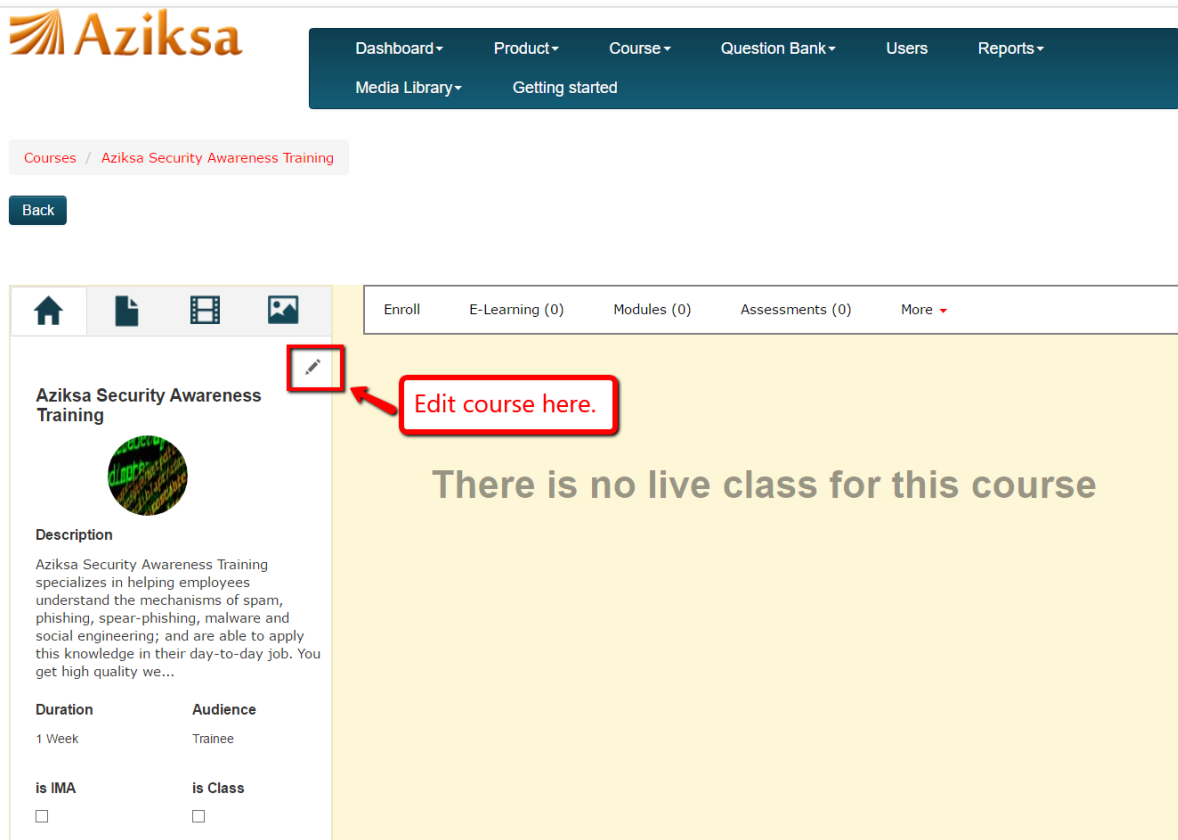 Aziksa
Dashboard Product Course Question Bank Users Reports
Media Library Getting started
Courses / Aziksa Security Awareness Training
Back
Enroll E-Learning (0) Modules (0) Assessments (0) More
Edit course here.
Aziksa Security Awareness
Training
There is no live class for this course
Description
Aziksa Security Awareness Training
specializes in helping employees
understand the mechanisms of spam,
phishing, spear-phishing, malware and
social engineering; and are able to apply
this knowledge in their day-to-day job. You
get high quality we...
Duration Audience
1 Week Trainee
is IMA is Class